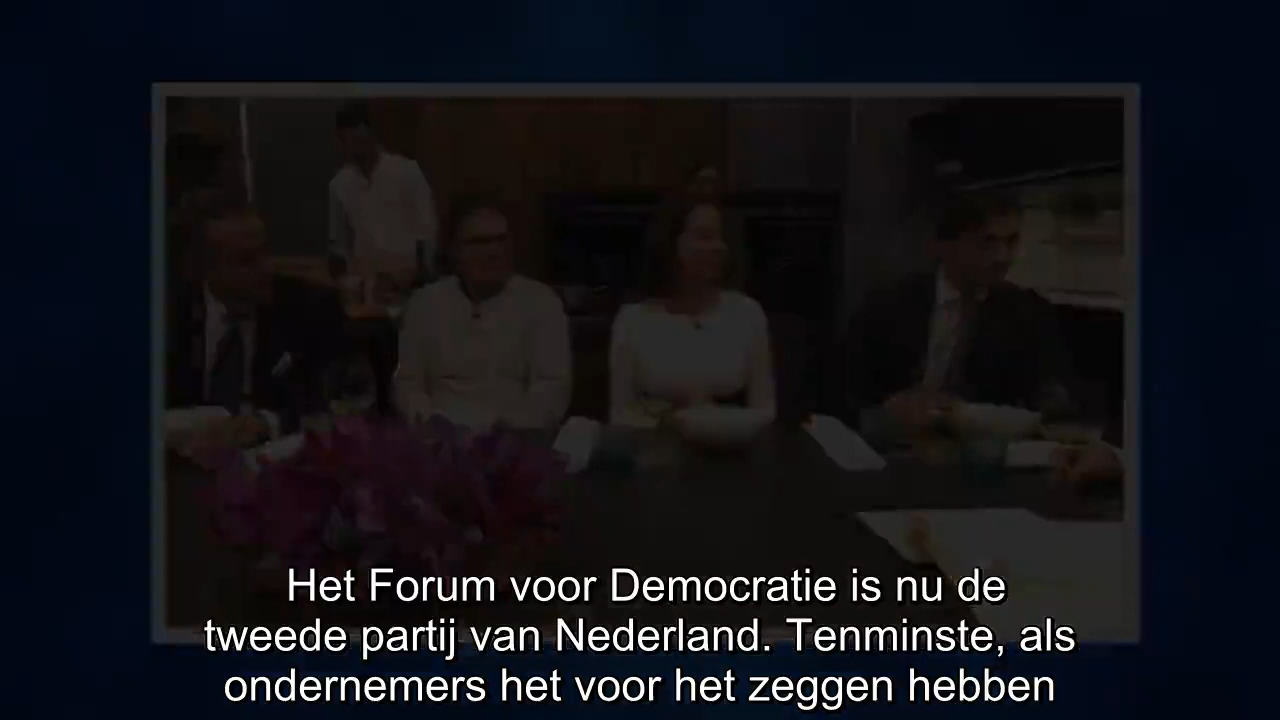 Het Forum voor Democratie is nu de
tweede partij van Nederland. Tenminste, als
ondernemers het voor het zeggen hebben